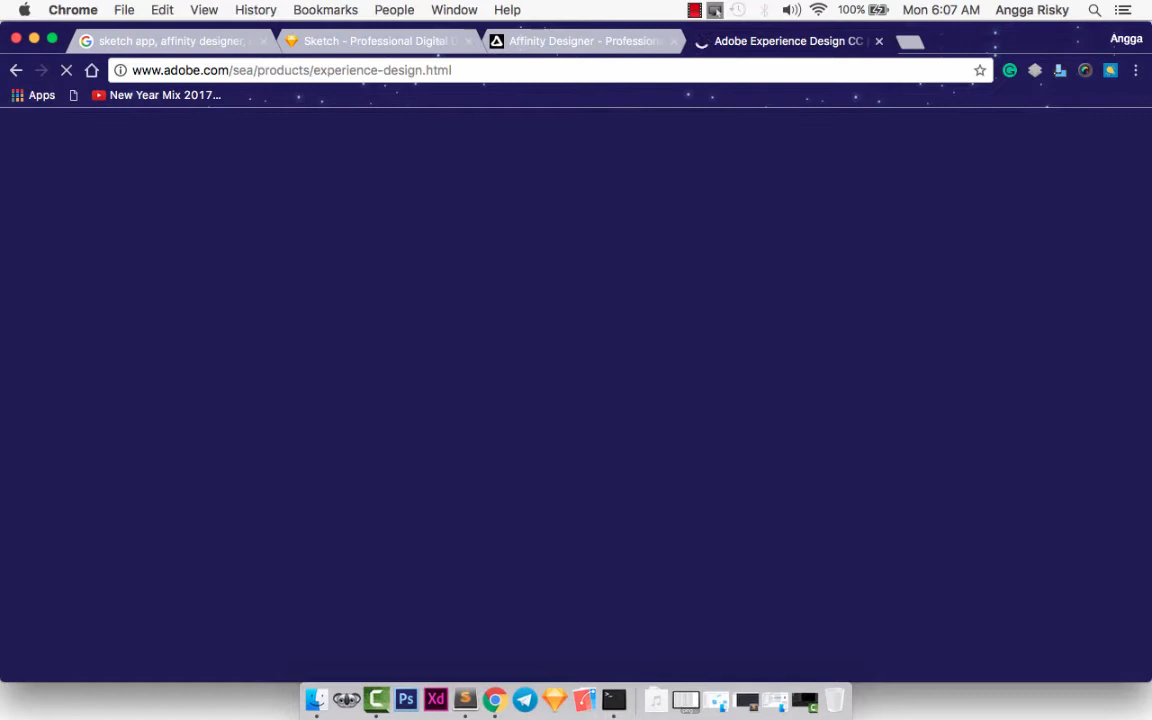 Chrome File Edit View History Bookmarks People Window Help 100% Mon 6:07 AM Angga Risky
sketch app, affinity designer, Sketch - Professional Digital Affinity Designer - Profession Adobe Experience Design CC Angga
www.adobe.com/sea/products/experience-design.html
Apps New Year Mix 2017...
Ps Xd S C